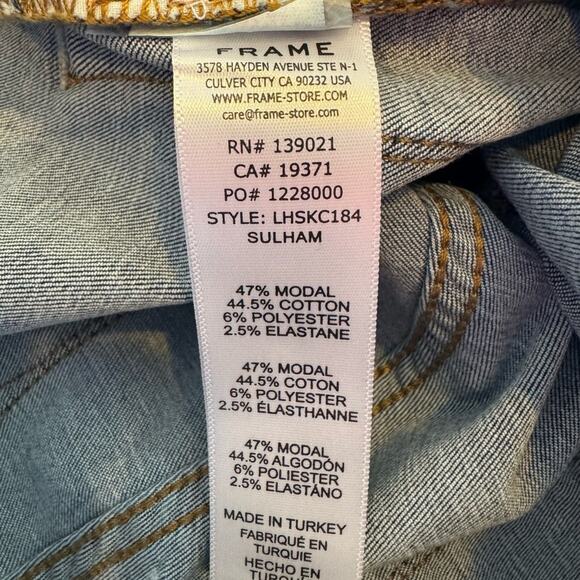 FRAME
3578 HAYDEN AVENUE STE N-1
CULVER CITY CA 90232 USA
WWW.FRAME-STORE.COM
care@frame-store.com
RN# 139021
CA# 19371
PO# 1228000
STYLE: LHSKC184
SULHAM
47% MODAL
44.5% COTTON
6% POLYESTER
2.5% ELASTANE
47% MODAL
44.5% COTON
6% POLYESTER
2.5% ÉLASTHANNE
47% MODAL
44.5% ALGODÓN
6% POLIESTER
2.5% ELASTÁNO
MADE IN TURKEY
FABRIQUÉ EN
TURQUIE
HECHO EN